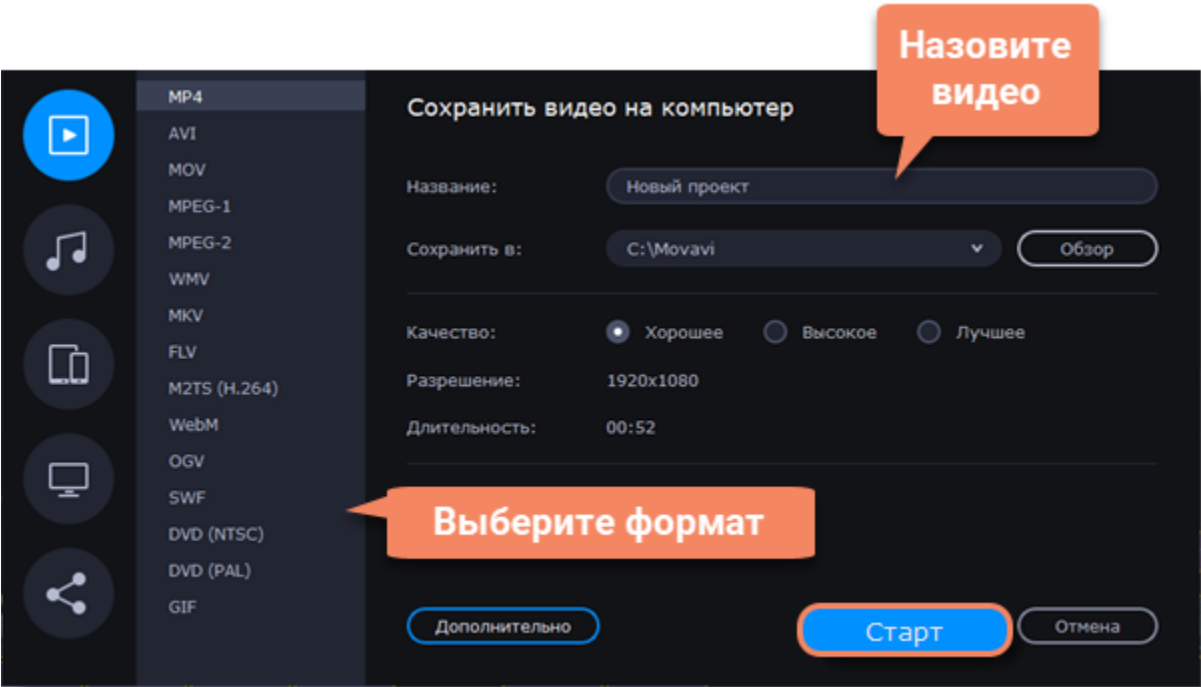 Назовите
видео
MP4
AVI
MOV
MPEG-1
MPEG-2
WMV
MKV
FLV
M2TS (H.264)
WebM
OGV
SWF
DVD (NTSC)
DVD (PAL)
GIF
Сохранить видео на компьютер
Название: Новый проект
Сохранить в: C:\Movavi Обзор
Качество: Хорошее Высокое Лучшее
Разрешение: 1920x1080
Длительность: 00:52
Выберите формат
Дополнительно Старт Отмена